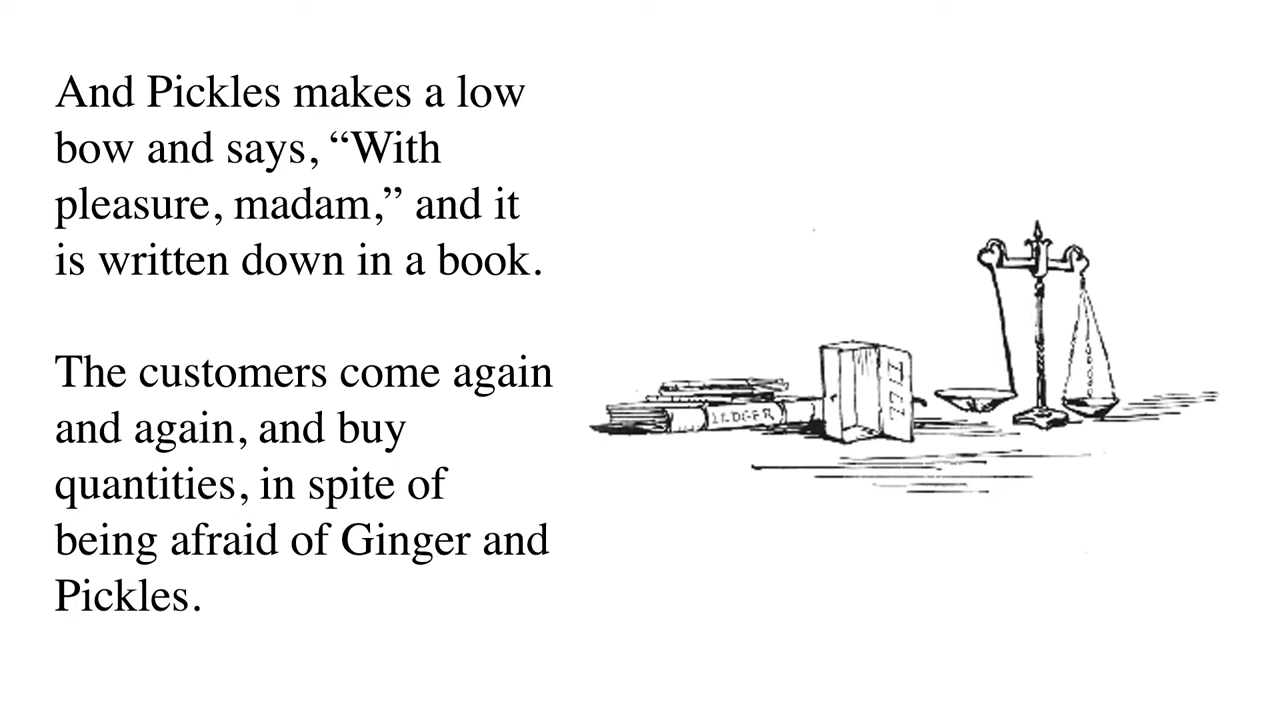 And Pickles makes a low
bow and says, “With
pleasure, madam,” and it
is written down in a book.
The customers come again
and again, and buy
quantities, in spite of
being afraid of Ginger and
Pickles.
LEDGER
TILL